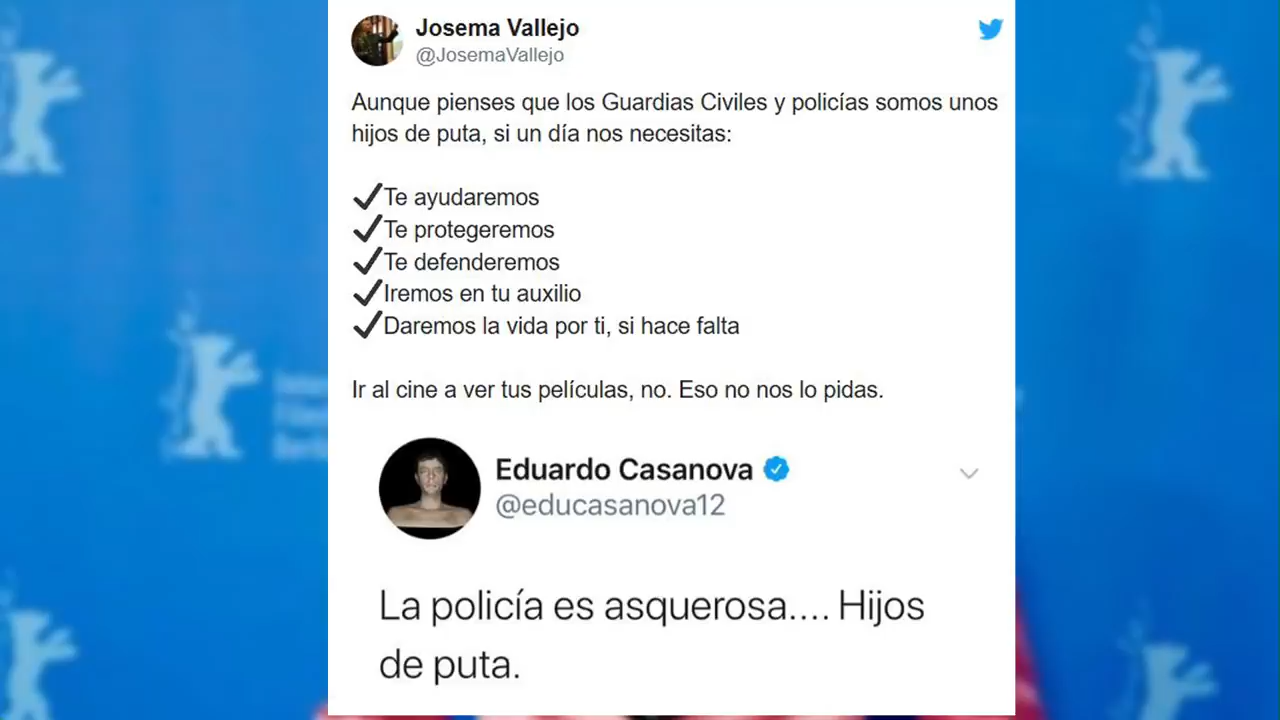 Josema Vallejo
@JosemaVallejo
Aunque pienses que los Guardias Civiles y policías somos unos
hijos de puta, si un día nos necesitas:
✔Te ayudaremos
✔Te protegeremos
✔Te defenderemos
✔Iremos en tu auxilio
✔Daremos la vida por ti, si hace falta
Ir al cine a ver tus películas, no. Eso no nos lo pidas.
Eduardo Casanova
@educasanova12
La policía es asquerosa.... Hijos
de puta.